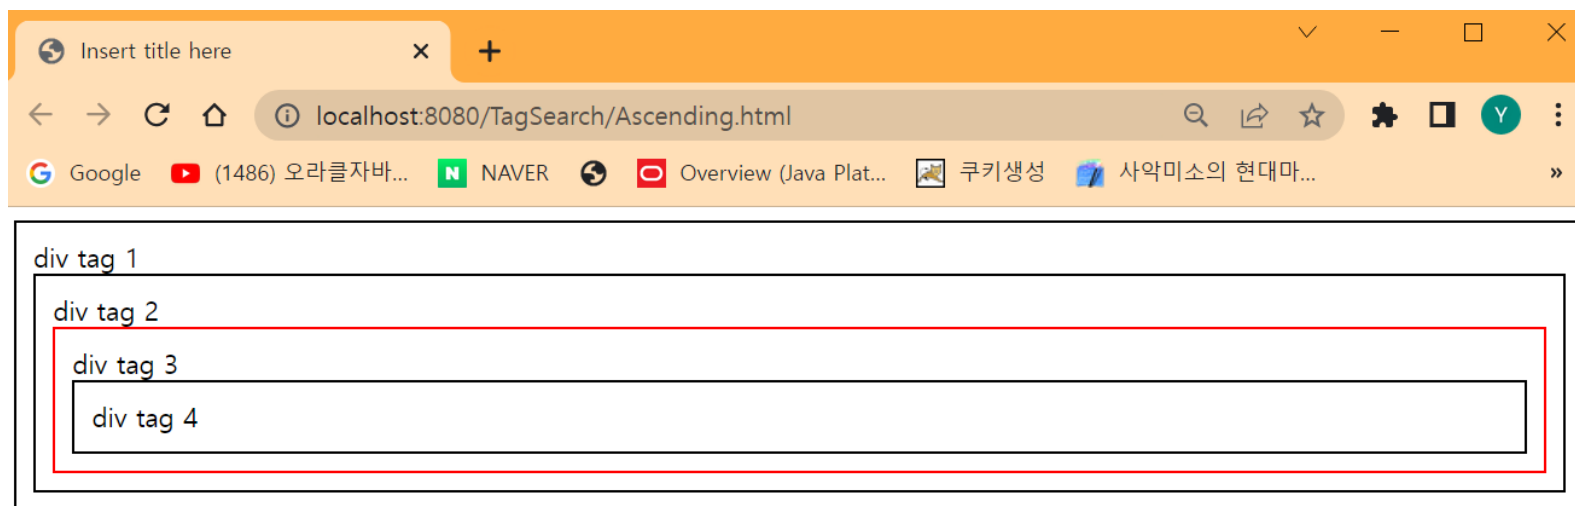 Insert title here
localhost:8080/TagSearch/Ascending.html
Y
Google (1486) 오라클자바... N NAVER Overview (Java Plat... 쿠키생성 사악미소의 현대마... »
div tag 1
div tag 2
div tag 3
div tag 4